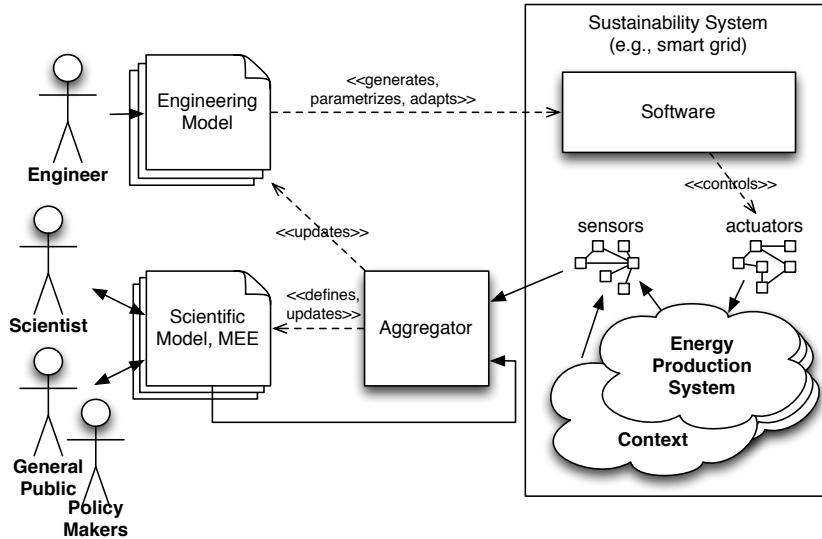 Sustainability System
(e.g., smart grid)
<<generates,
parametrizes, adapts>>
Engineering
Model
Software
Engineer
<<controls>>
sensors
actuators
<<updates>>
Scientist
Scientific
Model, MEE
<<defines,
updates>>
Aggregator
Energy
Production
System
Context
General
Public
Policy
Makers